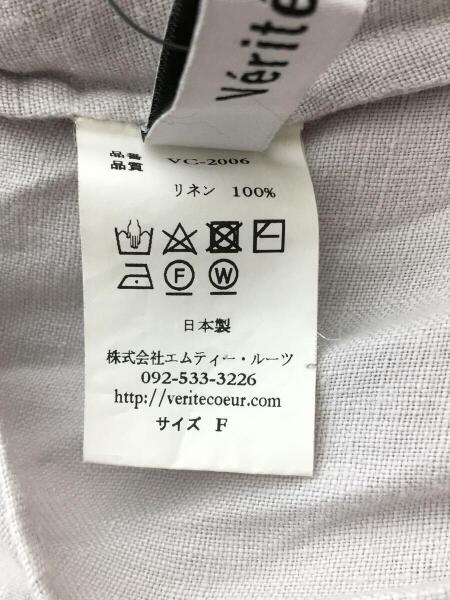 Vérité
品番 VC-2006
品質
リネン 100%
F W
日本製
株式会社エムティー・ルーツ
092-533-3226
http://veritecoeur.com
サイズ F